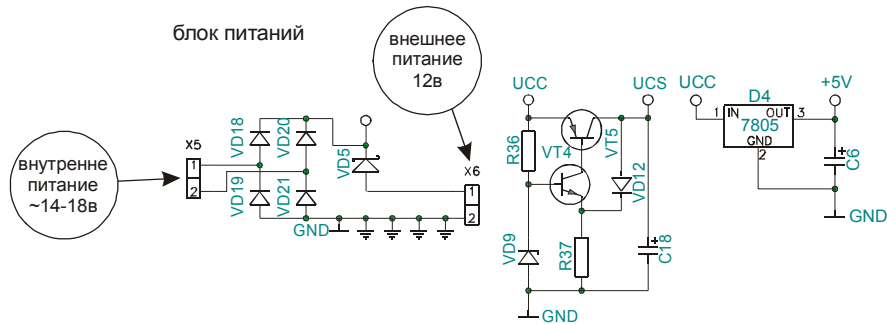 блок питаний
внешнее
питание
12в
внутренне
питание
~14-18в
X5
1
2
VD18
VD20
VD19
VD21
VD5
X6
1
2
GND
UCC
UCS
R36
VT4
VT5
VD12
VD9
R37
C18
GND
UCC
D4
+5V
1
IN
OUT
3
7805
GND
2
C6
GND